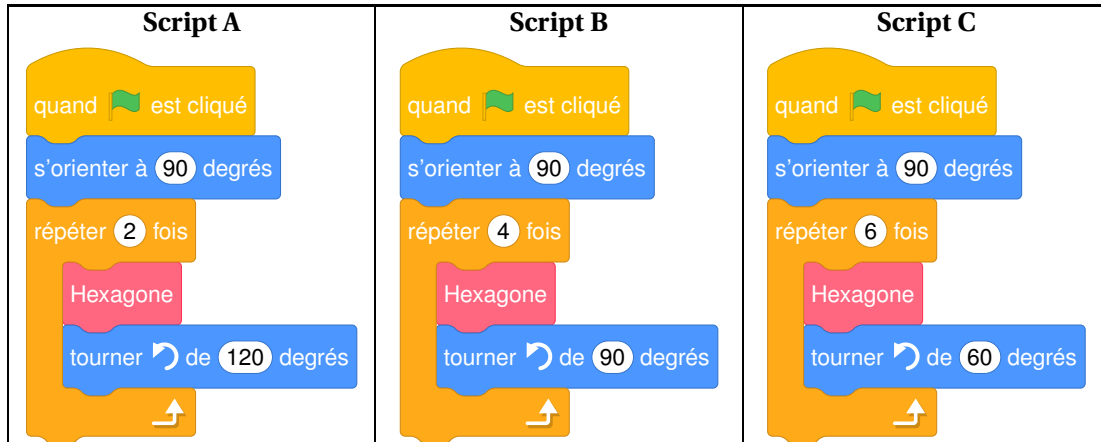 Script A
quand est cliqué
s'orienter à 90 degrés
répéter 2 fois
Hexagone
tourner de 120 degrés
Script B
quand est cliqué
s'orienter à 90 degrés
répéter 4 fois
Hexagone
tourner de 90 degrés
Script C
quand est cliqué
s'orienter à 90 degrés
répéter 6 fois
Hexagone
tourner de 60 degrés